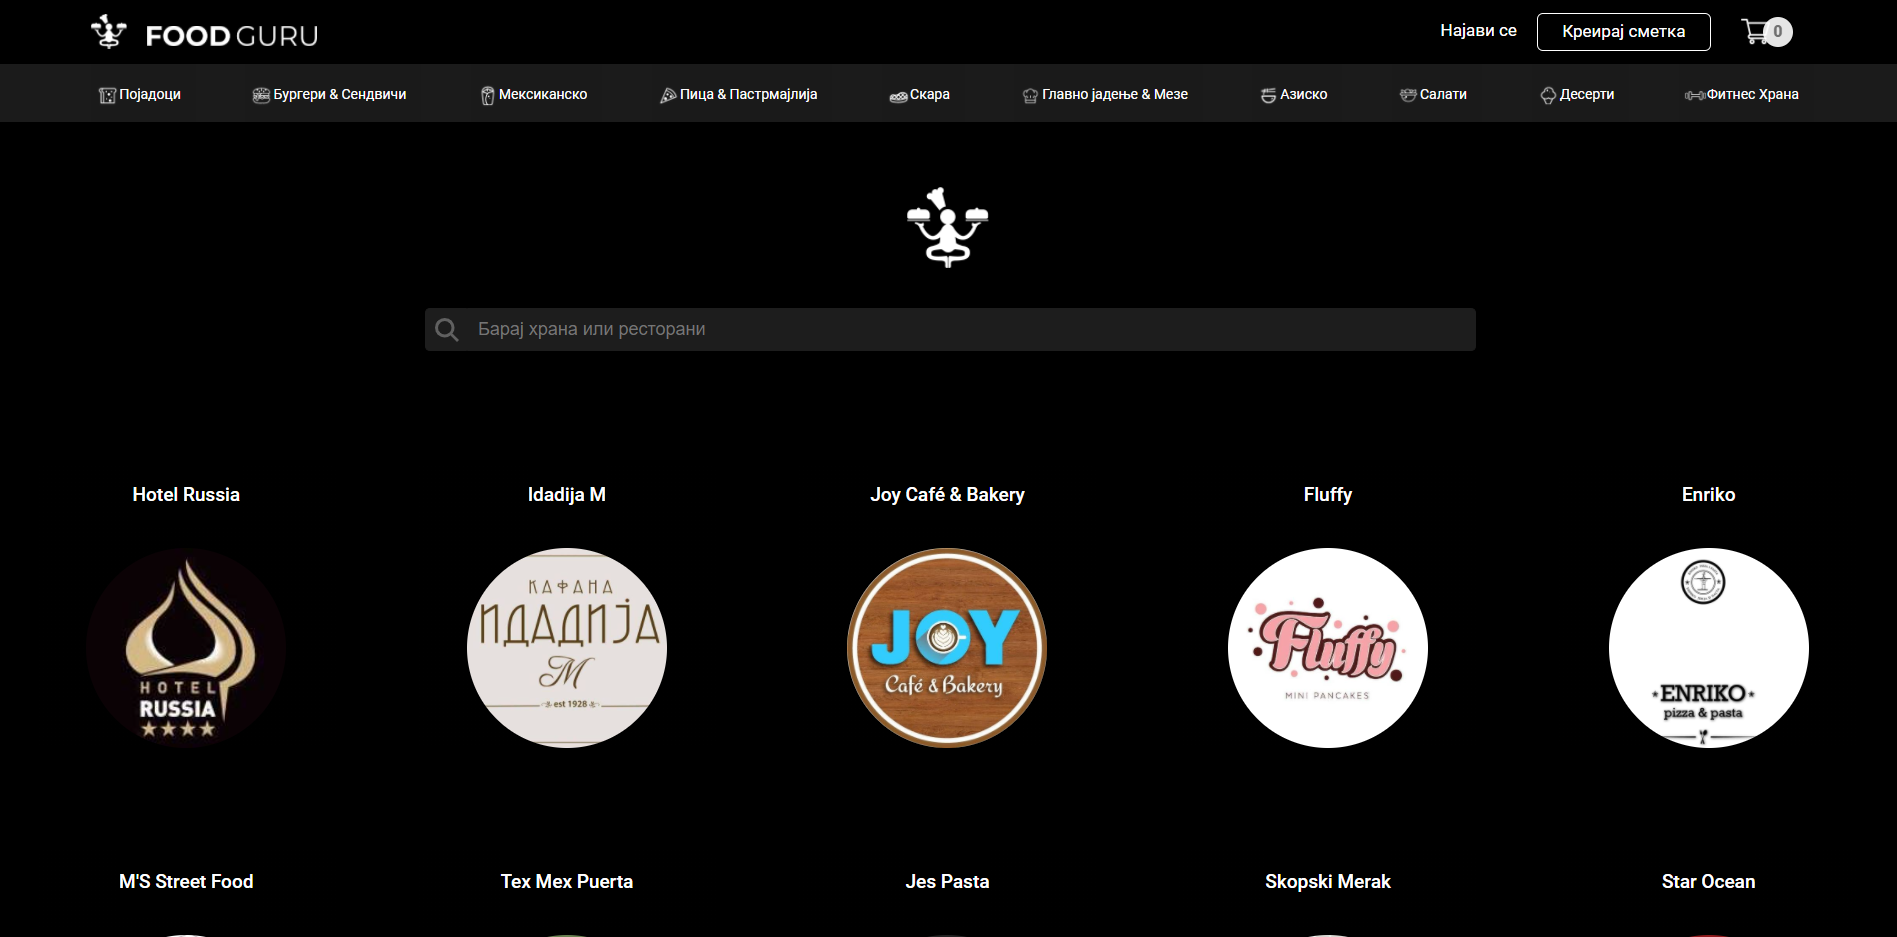 FOOD GURU
Најави се
Креирај сметка
0
Појадоци
Бургери & Сендвичи
Мексиканско
Пица & Пастрмајлија
Скара
Главно јадење & Мезе
Азиско
Салати
Десерти
Фитнес Храна
Барај храна или ресторани
Hotel Russia
Idadija M
Joy Café & Bakery
Fluffy
Enriko
HOTEL
RUSSIA
КАФАНА
ИДАДИЈА
М
est 1928
JOY
Café & Bakery
Fluffy
MINI PANCAKES
ENRIKO
pizza & pasta
M'S Street Food
Tex Mex Puerta
Jes Pasta
Skopski Merak
Star Ocean